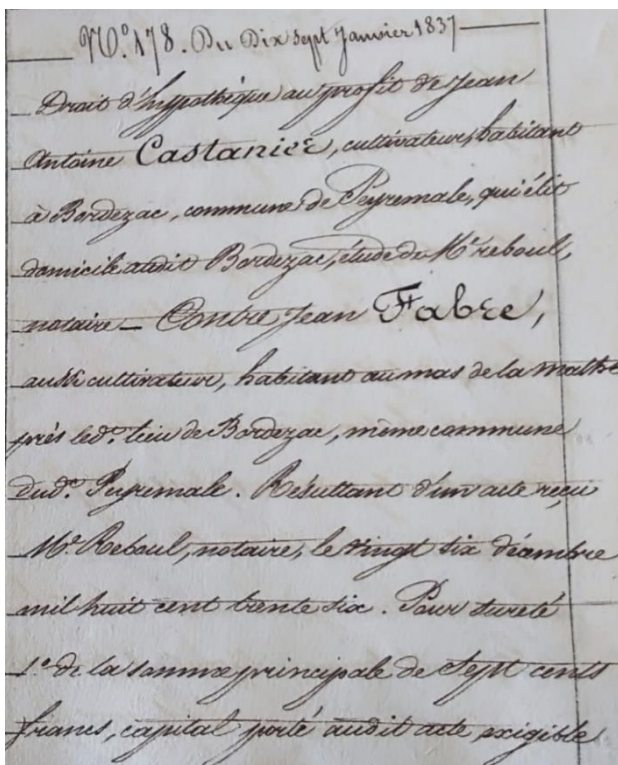 N.º 178. Du Dix Sept Janvier 1837
Droit d'hypothèque au profit de Jean
Antoine Castanier, cultivateur, habitant
à Bordezac, commune de Peyremale, qui élit
domicile audit Bordezac, étude de Mᵉ reboul,
notaire _ Contre Jean Fabre,
aussi cultivateur, habitant au mas de la mathe
près led.ᵗ lieu de Bordezac, même commune
dud.ᵗ Peyremale. Résultant d'un acte reçu
Mᵉ Reboul, notaire, le vingt six décembre
mil huit cent trente six. Pour sureté
1.º de la somme principale de Sept cents
francs, capital porté audit acte, exigible